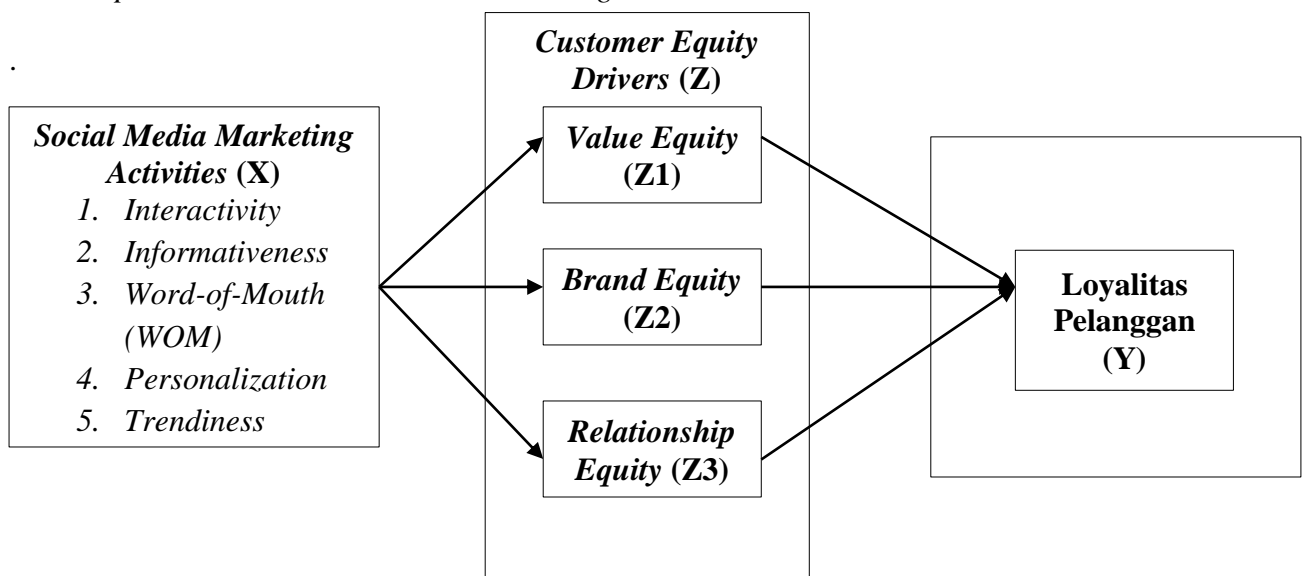 .
Social Media Marketing
Activities (X)
1. Interactivity
2. Informativeness
3. Word-of-Mouth
(WOM)
4. Personalization
5. Trendiness
Customer Equity
Drivers (Z)
Value Equity
(Z1)
Brand Equity
(Z2)
Relationship
Equity (Z3)
Loyalitas
Pelanggan
(Y)